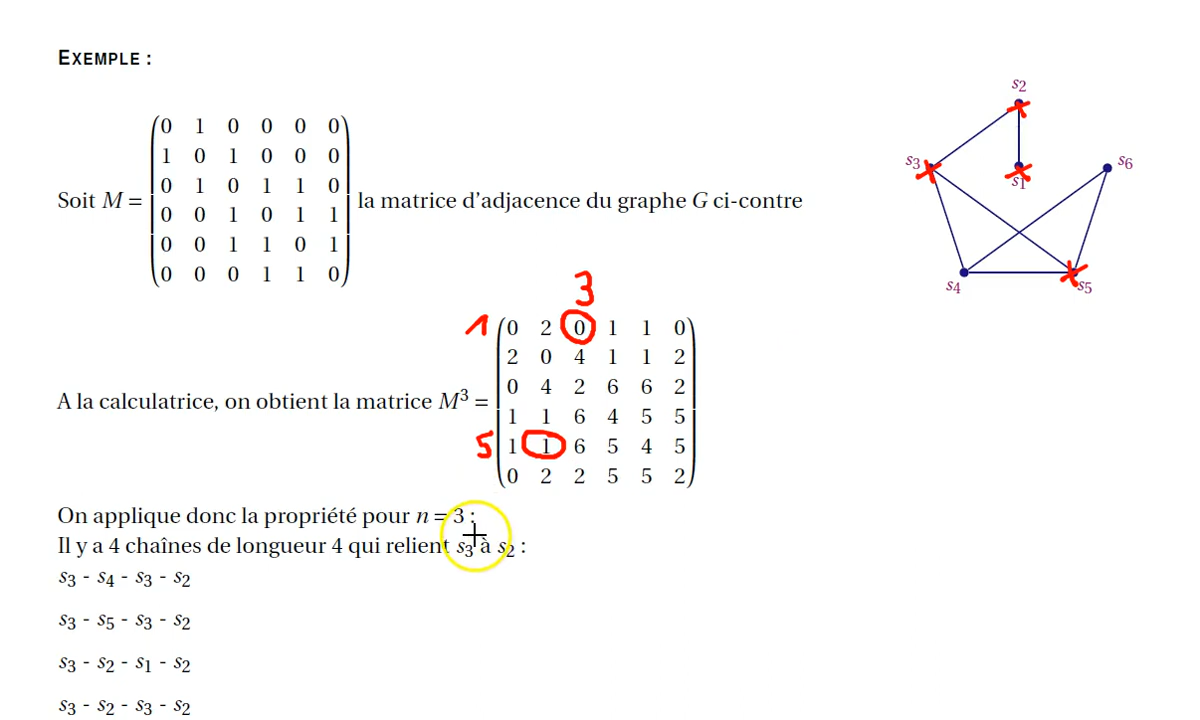 EXEMPLE :
s2
0 1 0 0 0 0
1 0 1 0 0 0
s3
s6
s1
0 1 0 1 1 0
Soit M =
la matrice d'adjacence du graphe G ci-contre
0 0 1 0 1 1
0 0 1 1 0 1
0 0 0 1 1 0
s4
s5
3
1
0 2 0 1 1 0
2 0 4 1 1 2
0 4 2 6 6 2
A la calculatrice, on obtient la matrice M³ =
1 1 6 4 5 5
5
1 1 6 5 4 5
0 2 2 5 5 2
On applique donc la propriété pour n = 3 :
Il y a 4 chaînes de longueur 4 qui relient s3 à s2 :
s3 - s4 - s3 - s2
s3 - s5 - s3 - s2
s3 - s2 - s1 - s2
s3 - s2 - s3 - s2